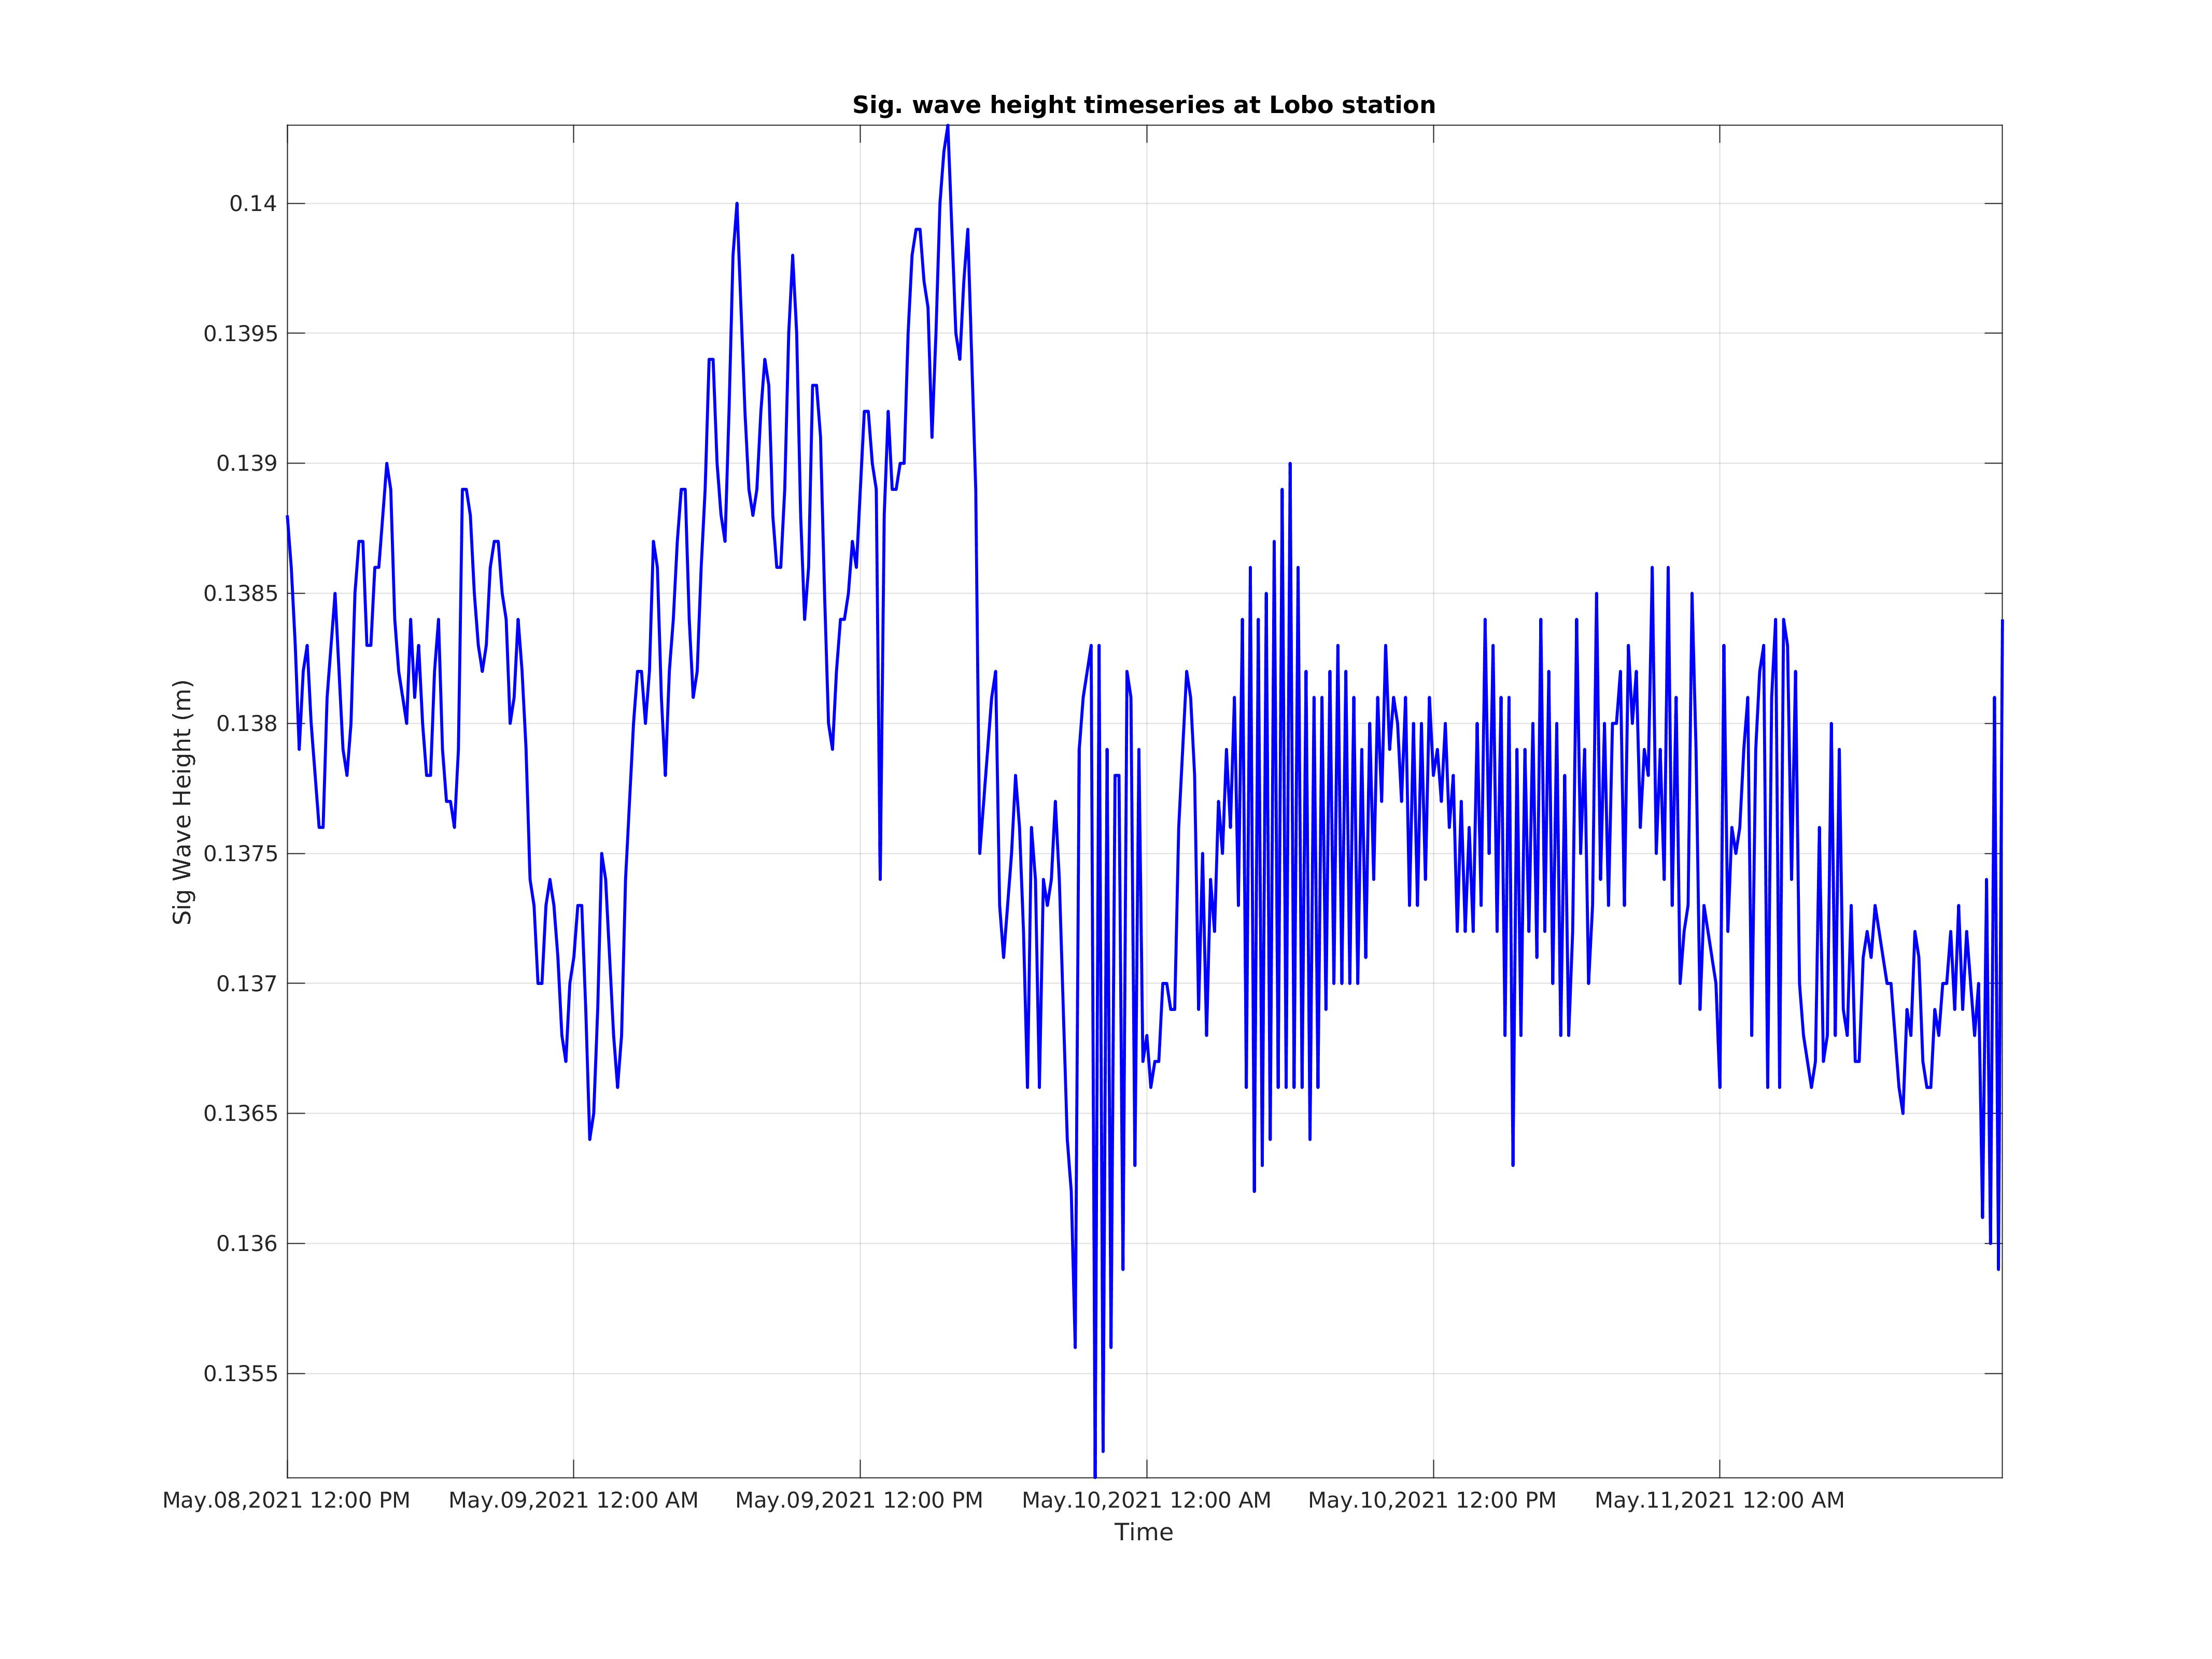 Sig. wave height timeseries at Lobo station
0.14
0.1395
0.139
0.1385
0.138
0.1375
0.137
0.1365
0.136
0.1355
Sig Wave Height (m)
May.08,2021 12:00 PM May.09,2021 12:00 AM May.09,2021 12:00 PM May.10,2021 12:00 AM May.10,2021 12:00 PM May.11,2021 12:00 AM
Time